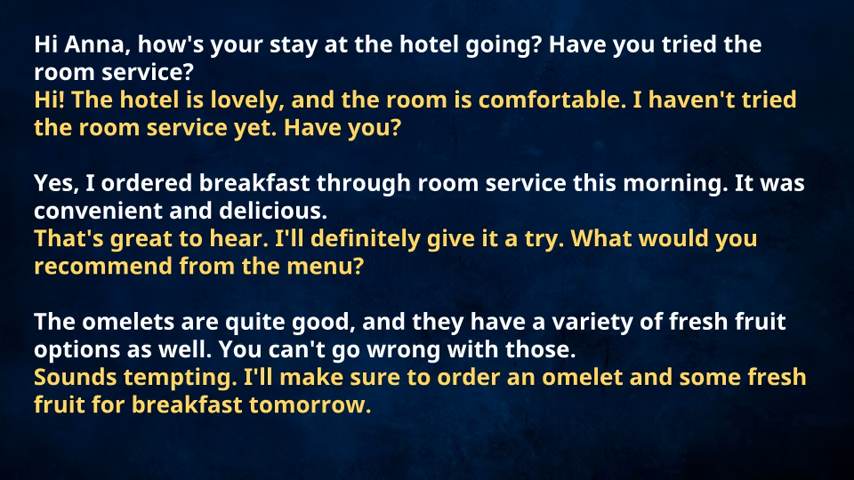 Hi Anna, how's your stay at the hotel going? Have you tried the
room service?
Hi! The hotel is lovely, and the room is comfortable. I haven't tried
the room service yet. Have you?
Yes, I ordered breakfast through room service this morning. It was
convenient and delicious.
That's great to hear. I'll definitely give it a try. What would you
recommend from the menu?
The omelets are quite good, and they have a variety of fresh fruit
options as well. You can't go wrong with those.
Sounds tempting. I'll make sure to order an omelet and some fresh
fruit for breakfast tomorrow.